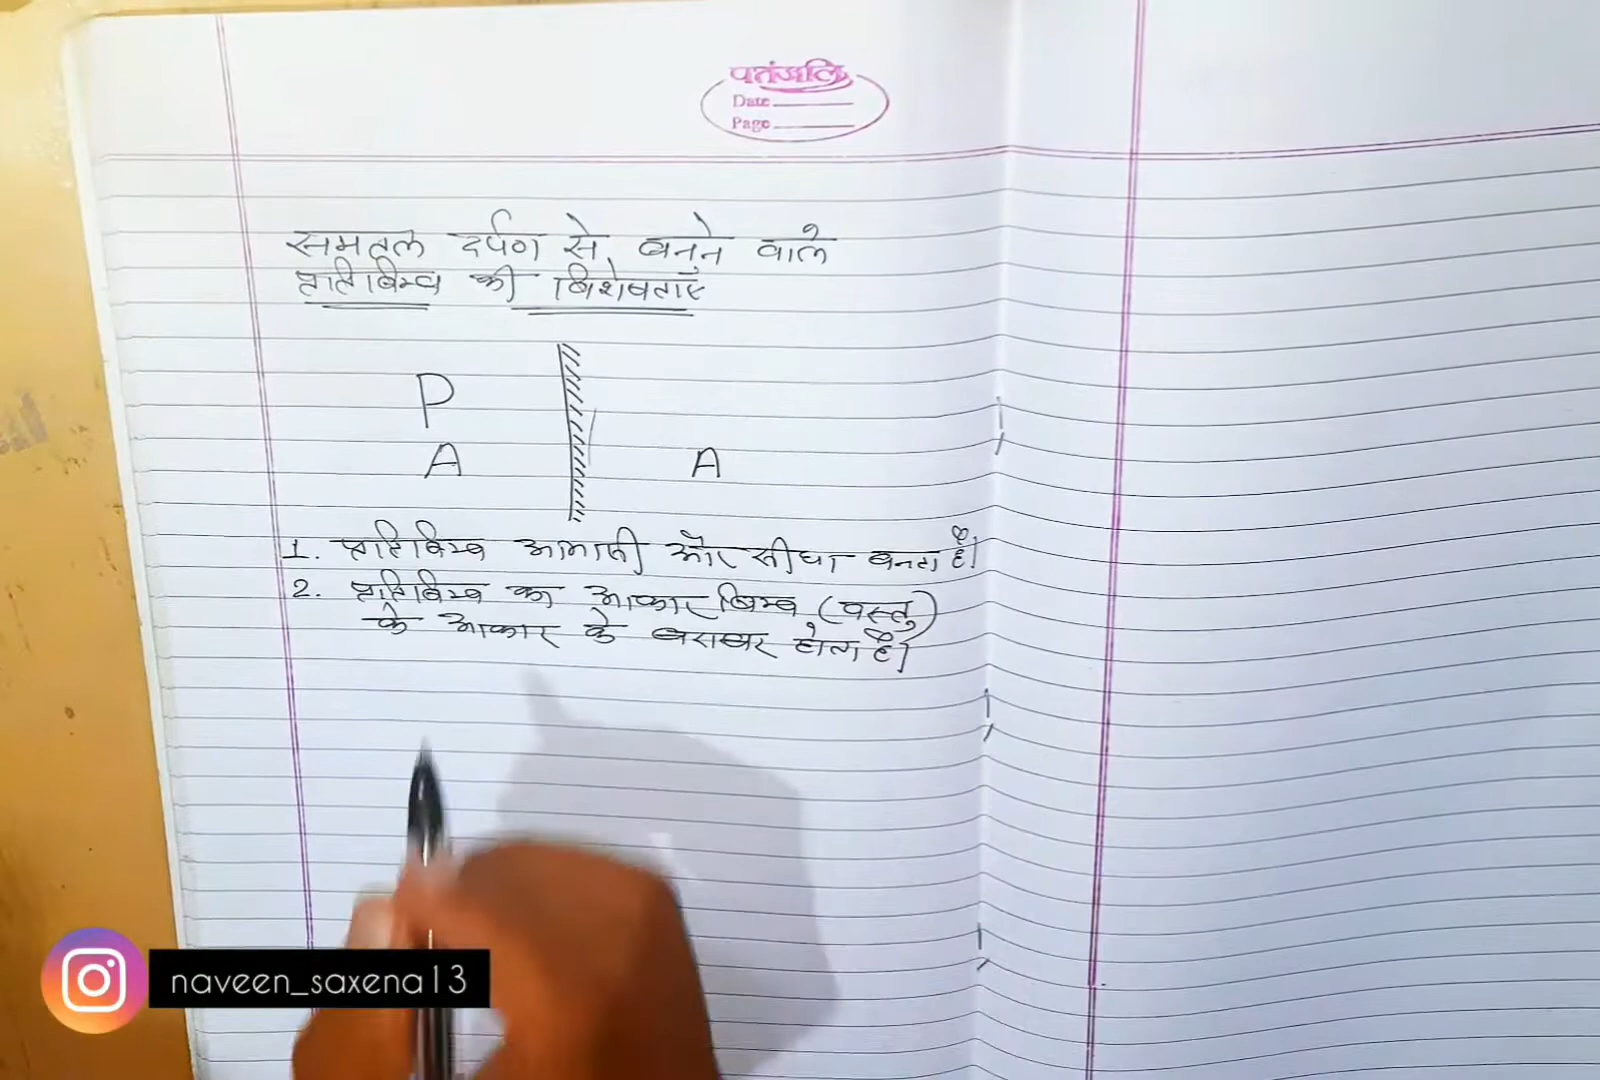 पतंजलि
Date
Page
समतल दर्पण से बनने वाले
प्रतिबिम्ब की विशेषताएँ
P
A A
1. प्रतिबिम्ब आभासी और सीधा बनता है।
2. प्रतिबिम्ब का आकार बिम्ब (वस्तु)
के आकार के बराबर होता है।
naveen_saxena13